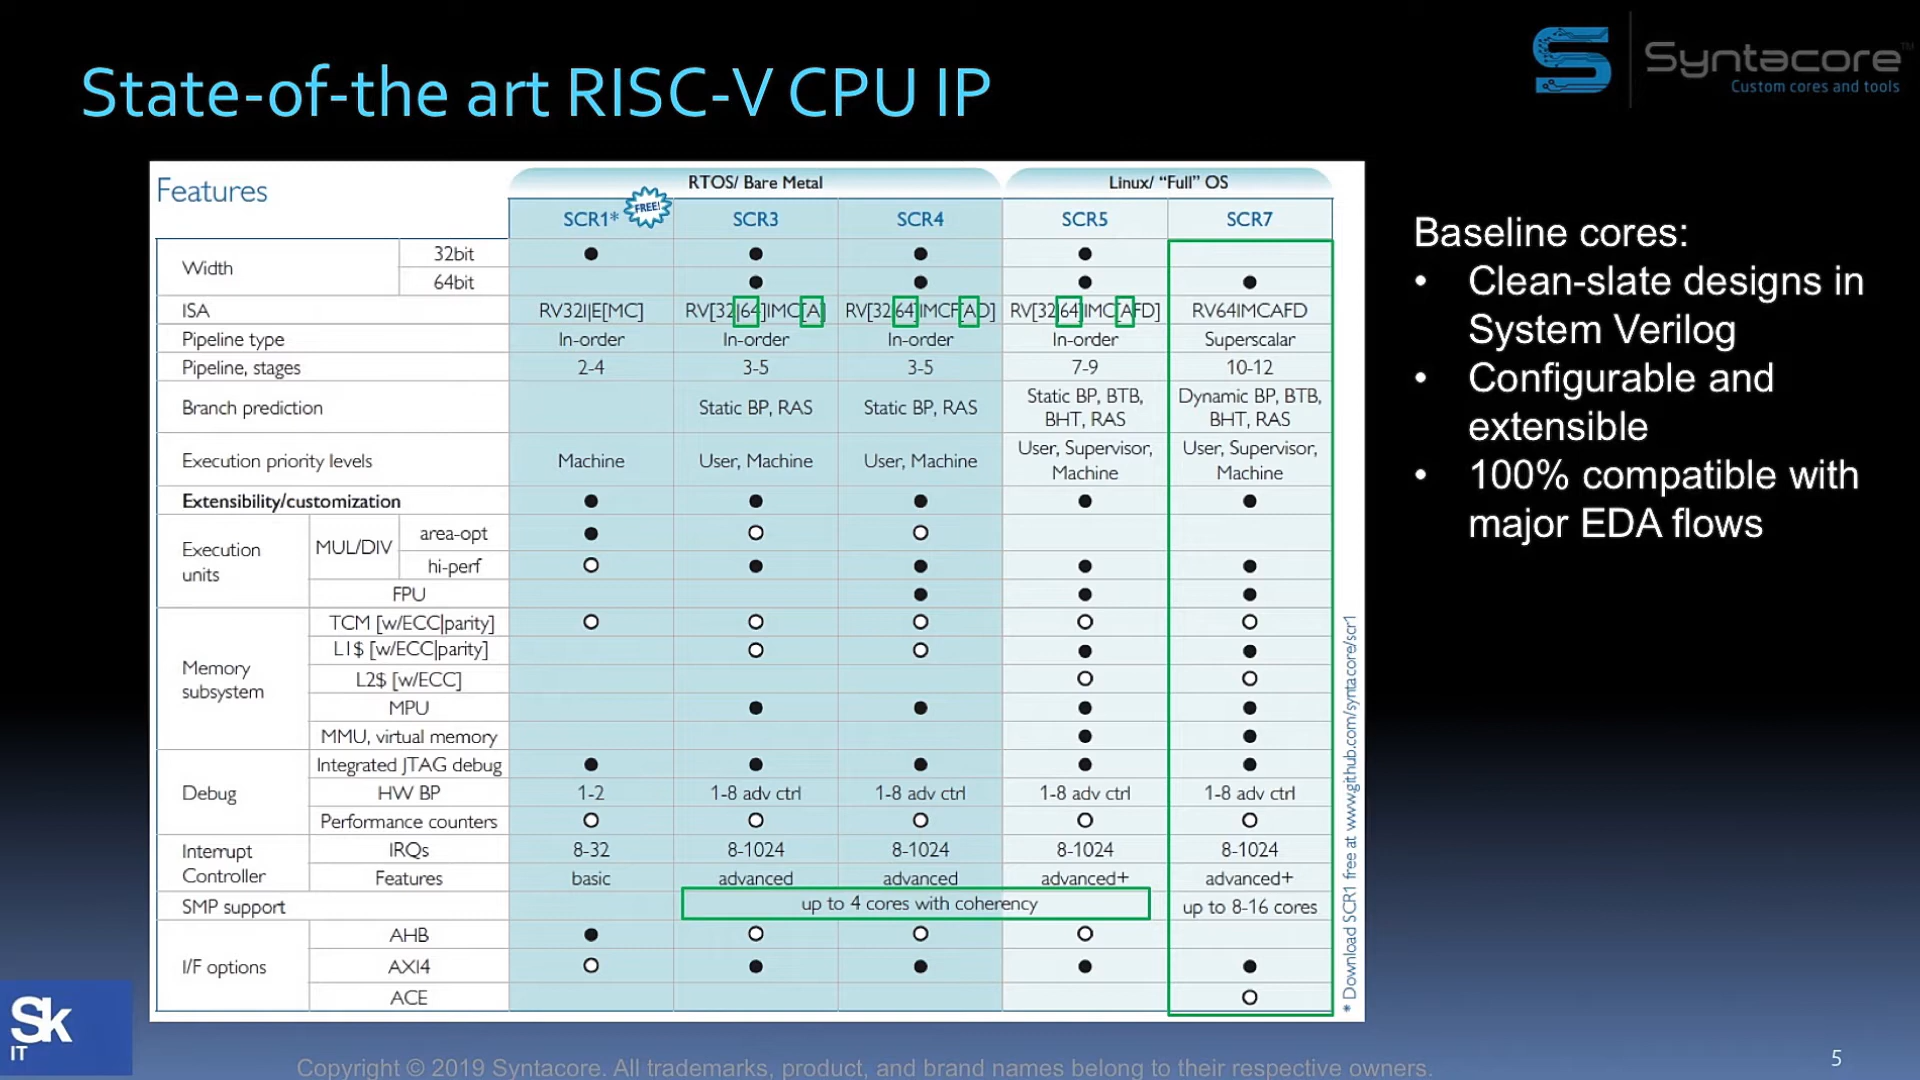 State-of-the art RISC-V CPU IP
Syntacore™
Custom cores and tools
Features
RTOS/ Bare Metal
Linux/ “Full” OS
SCR1*
FREE!
SCR3
SCR4
SCR5
SCR7
Width
32bit
64bit
ISA
RV32I|E[MC]
RV[32|64]IMC[A]
RV[32|64]IMCF[AD]
RV[32|64]IMC[AFD]
RV64IMCAFD
Pipeline type
In-order
In-order
In-order
In-order
Superscalar
Pipeline, stages
2-4
3-5
3-5
7-9
10-12
Branch prediction
Static BP, RAS
Static BP, RAS
Static BP, BTB,
BHT, RAS
Dynamic BP, BTB,
BHT, RAS
Execution priority levels
Machine
User, Machine
User, Machine
User, Supervisor,
Machine
User, Supervisor,
Machine
Extensibility/customization
Execution
units
MUL/DIV
area-opt
hi-perf
FPU
Memory
subsystem
TCM [w/ECC|parity]
L1$ [w/ECC|parity]
L2$ [w/ECC]
MPU
MMU, virtual memory
Debug
Integrated JTAG debug
HW BP
1-2
1-8 adv ctrl
1-8 adv ctrl
1-8 adv ctrl
1-8 adv ctrl
Performance counters
Interrupt
Controller
IRQs
8-32
8-1024
8-1024
8-1024
8-1024
Features
basic
advanced
advanced
advanced+
advanced+
SMP support
up to 4 cores with coherency
up to 8-16 cores
I/F options
AHB
AXI4
ACE
* Download SCR1 free at www.github.com/syntacore/scr1
Baseline cores:
• Clean-slate designs in
System Verilog
• Configurable and
extensible
• 100% compatible with
major EDA flows
Sk
IT
Copyright © 2019 Syntacore. All trademarks, product, and brand names belong to their respective owners.
5